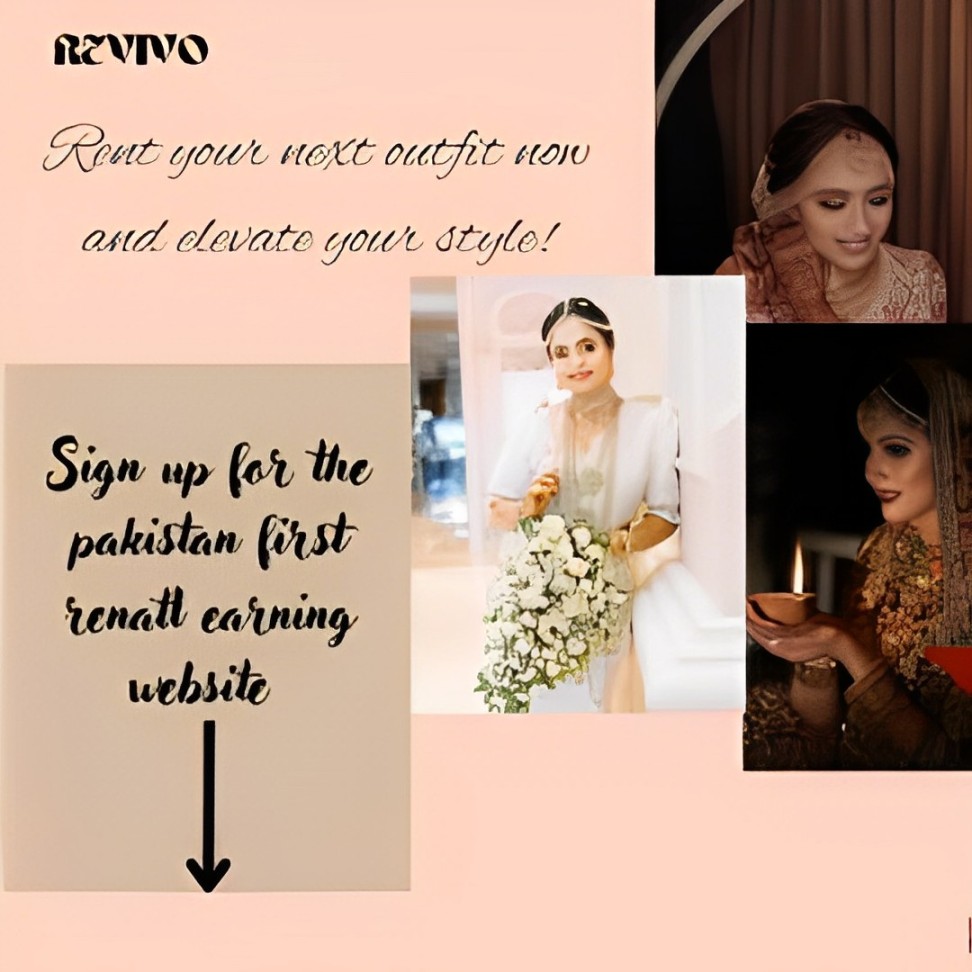 REVIVO
Rent your next outfit now
and elevate your style!
Sign up for the
pakistan first
renatl earning
website